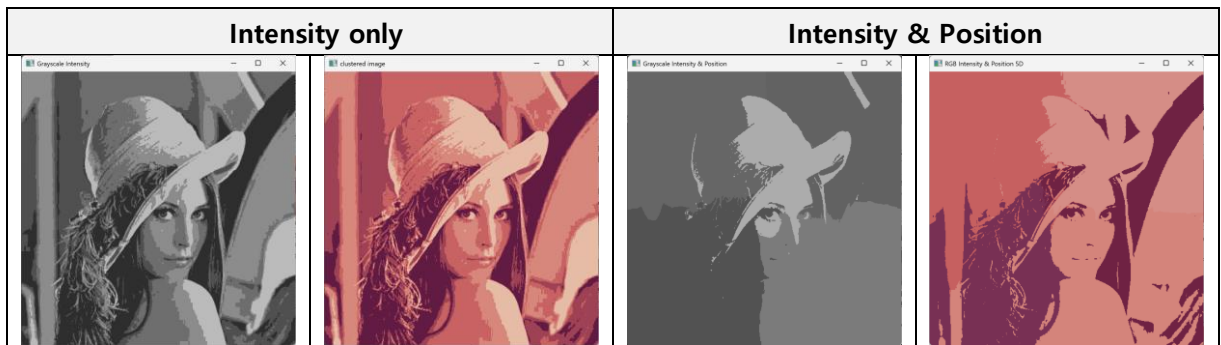 Intensity only
Intensity & Position
Grayscale Intensity
clustered image
Grayscale Intensity & Position
RGB Intensity & Position 5D